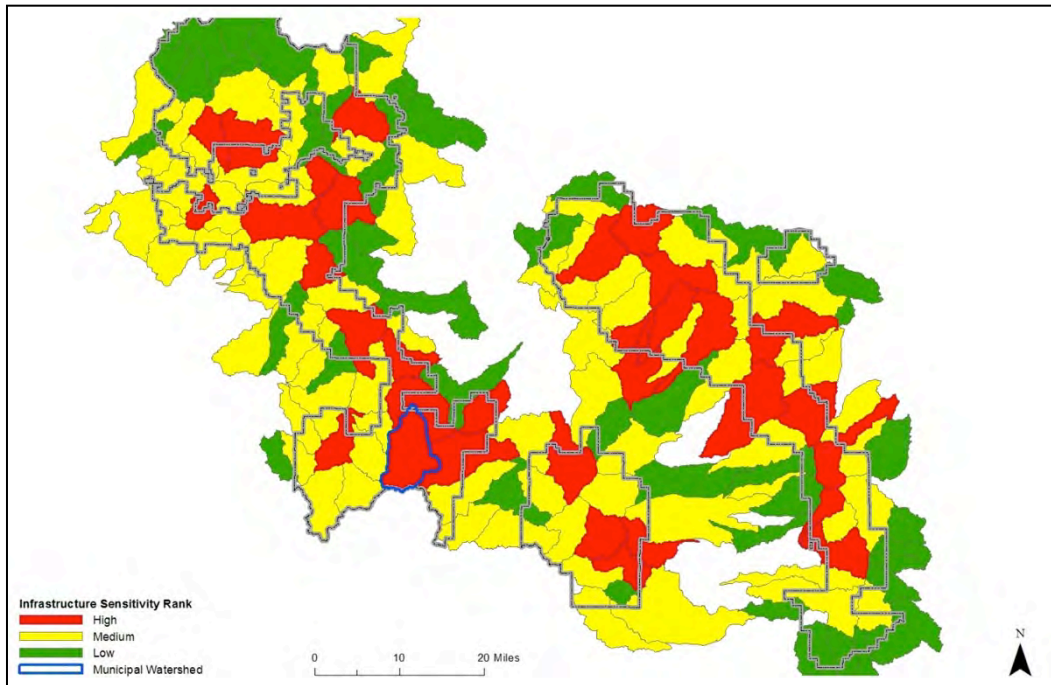 Infrastructure Sensitivity Rank
High
Medium
Low
Municipal Watershed
0 10 20 Miles
N